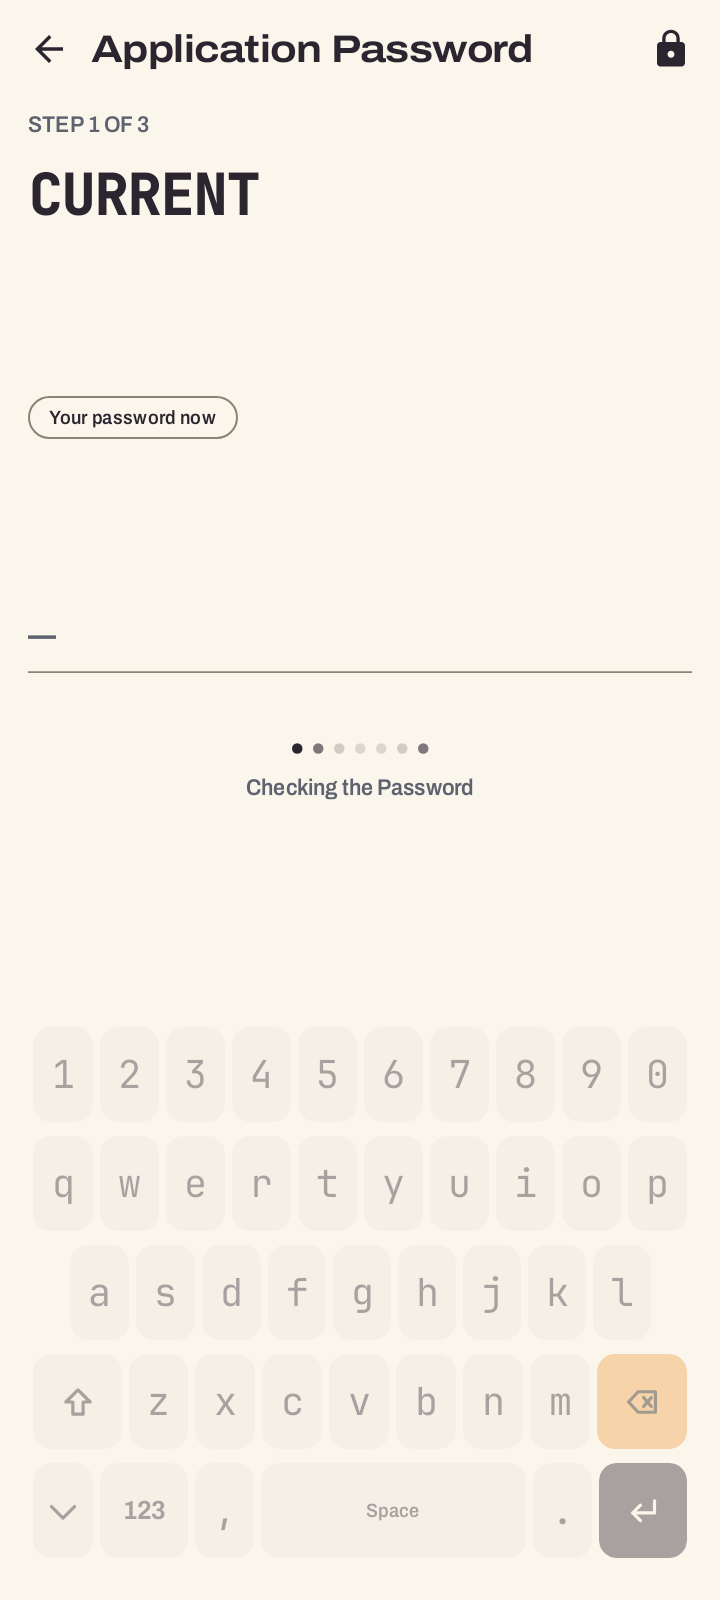 Application Password
STEP 1 OF 3
CURRENT
Your password now
Checking the Password
1 2 3 4 5 6 7 8 9 0
q w e r t y u i o p
a s d f g h j k l
z x c v b n m
123 , Space .